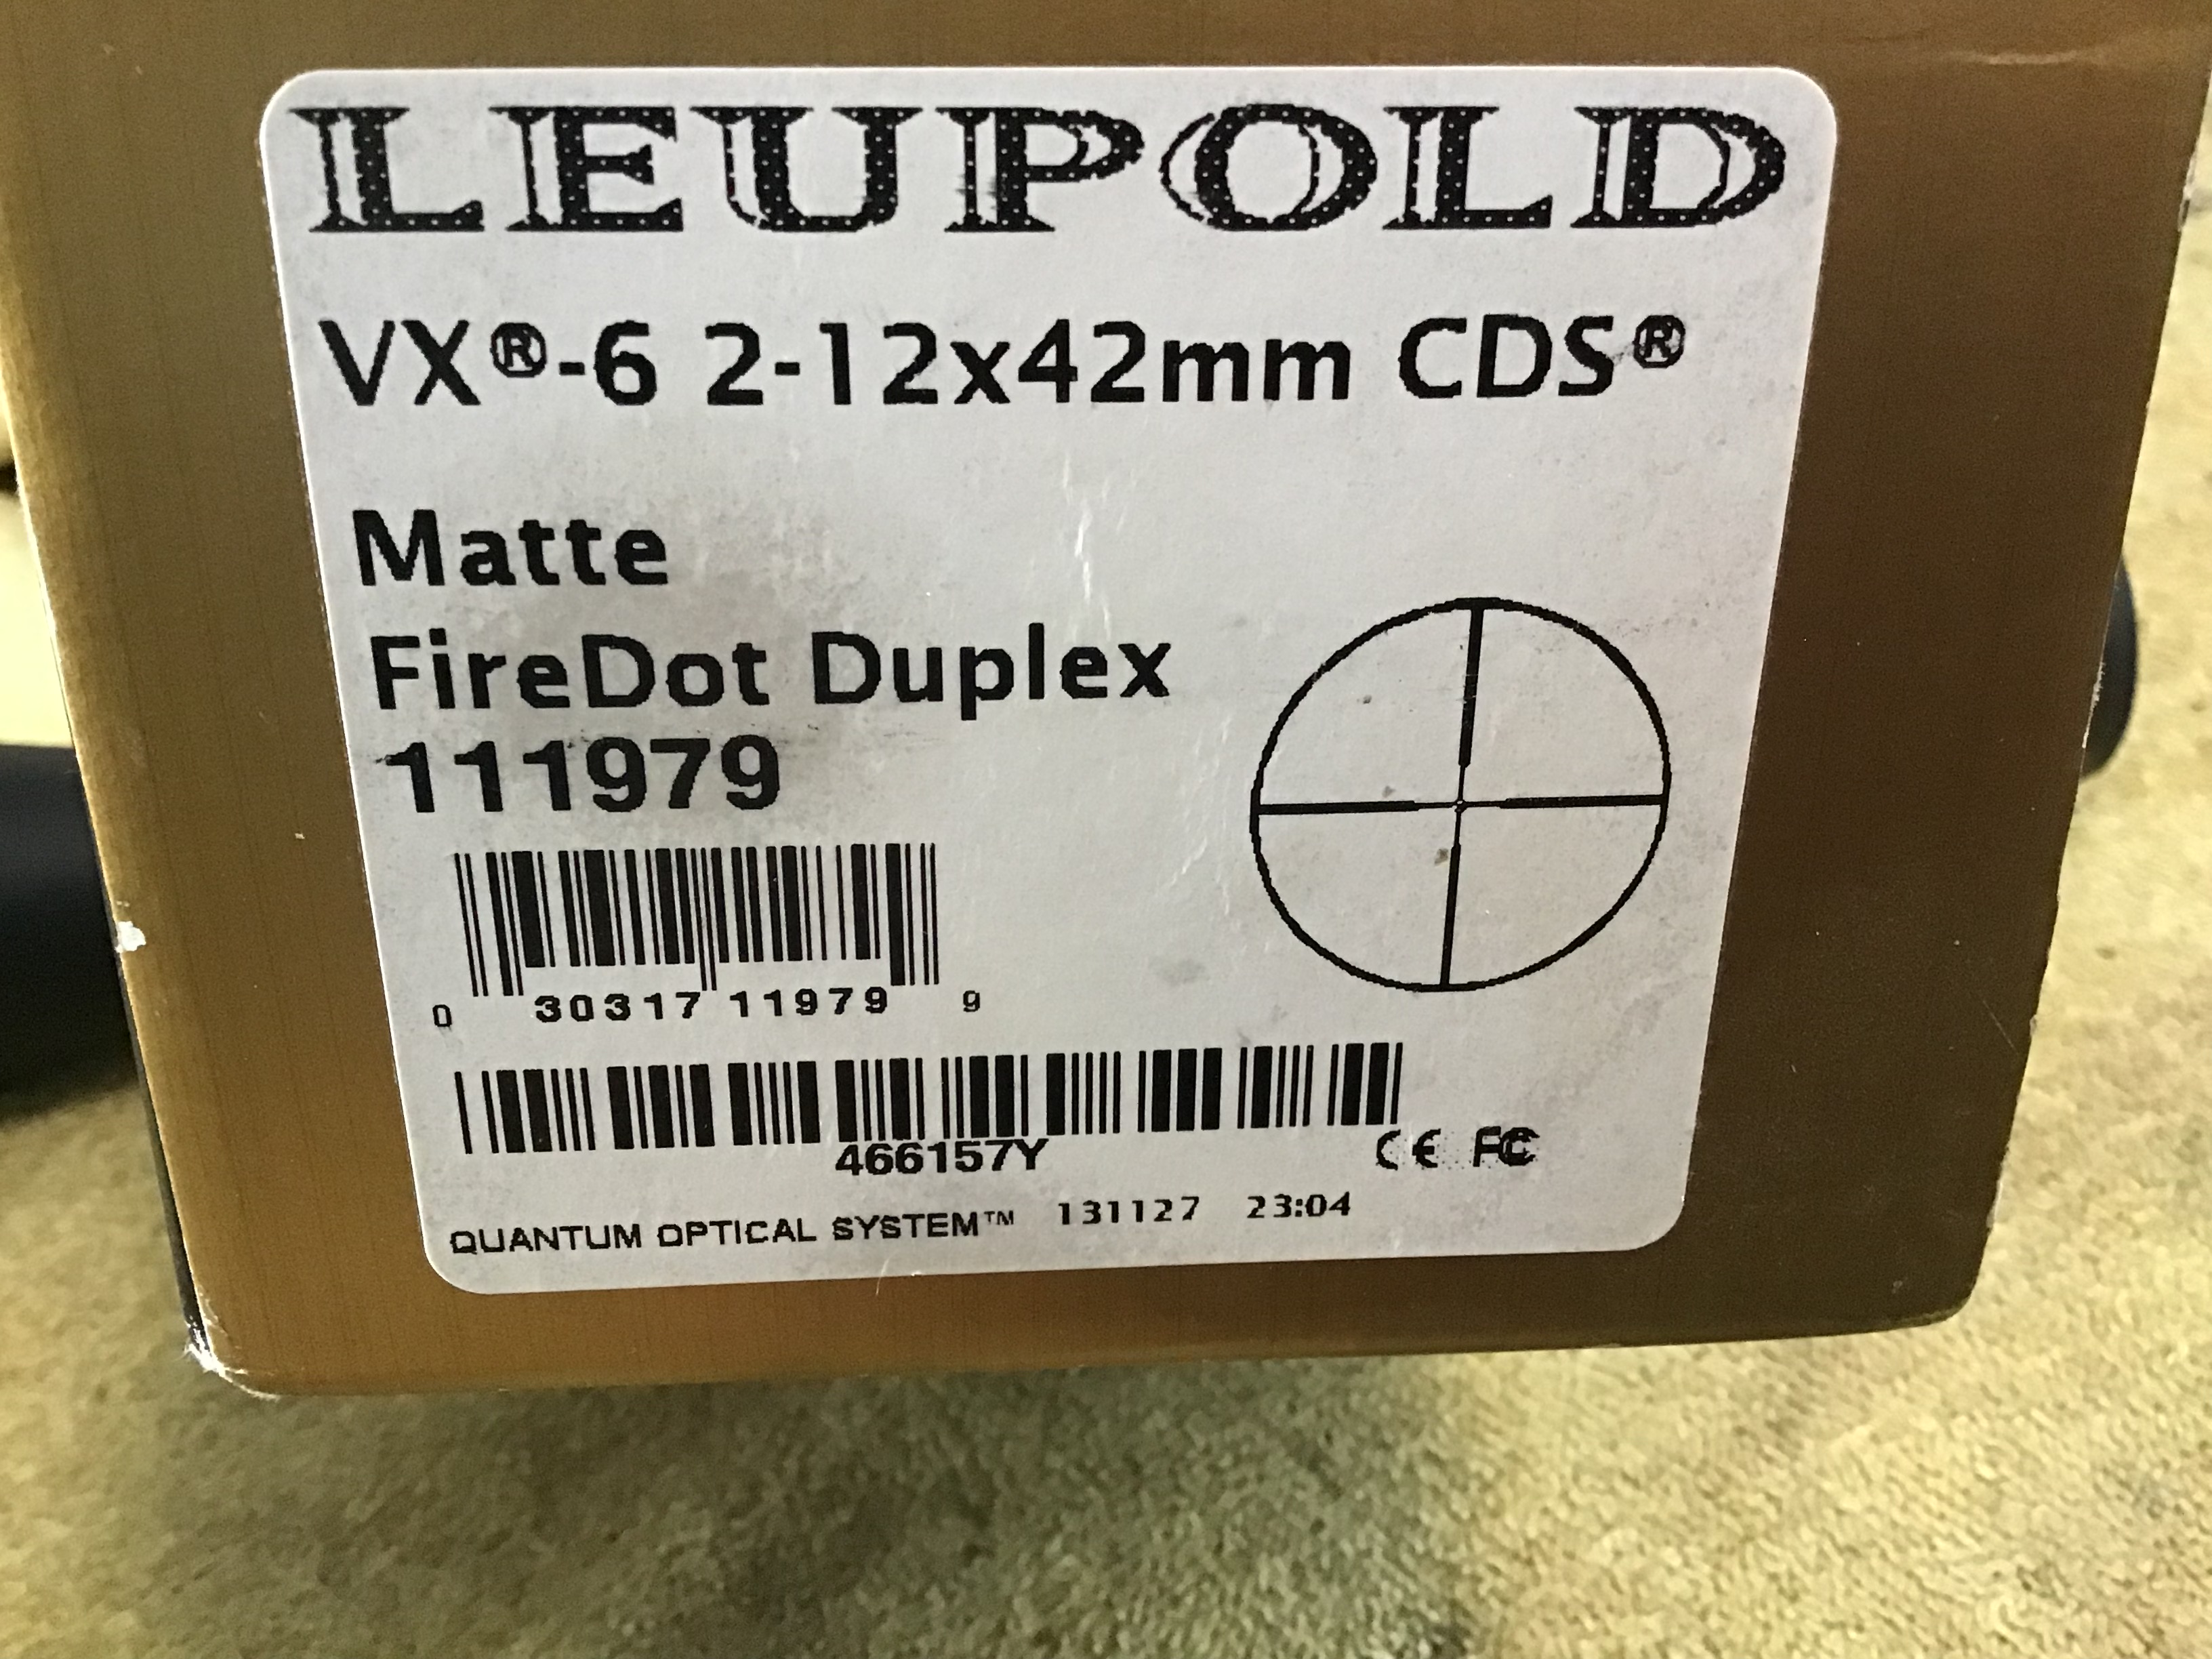 LEUPOLD
VX®-6 2-12x42mm CDS®
Matte
FireDot Duplex
111979
0 30317 11979 9
466157Y
CE FC
QUANTUM OPTICAL SYSTEM™ 131127 23:04